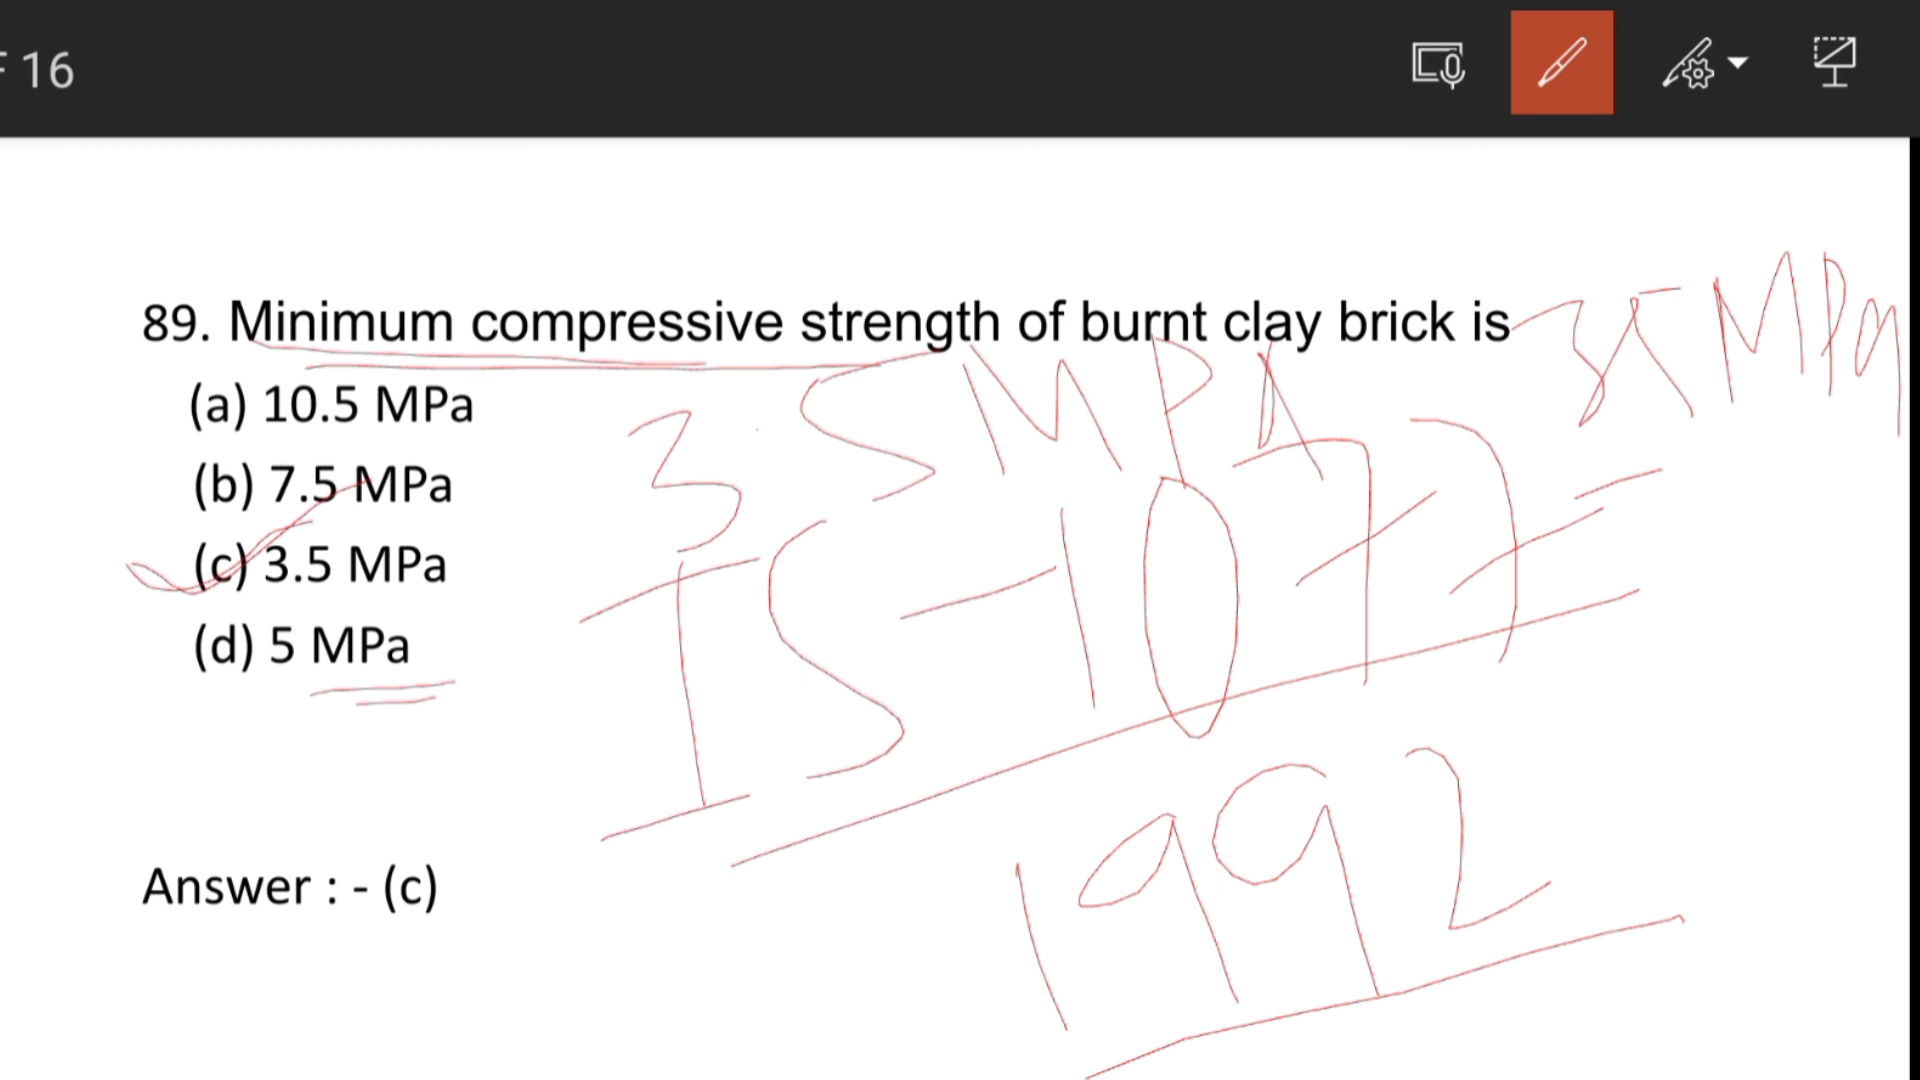 F 16
89. Minimum compressive strength of burnt clay brick is 35 MPa
(a) 10.5 MPa
3.5 MPA
(b) 7.5 MPa
(c) 3.5 MPa
IS-1077=
(d) 5 MPa
1992
Answer : - (c)